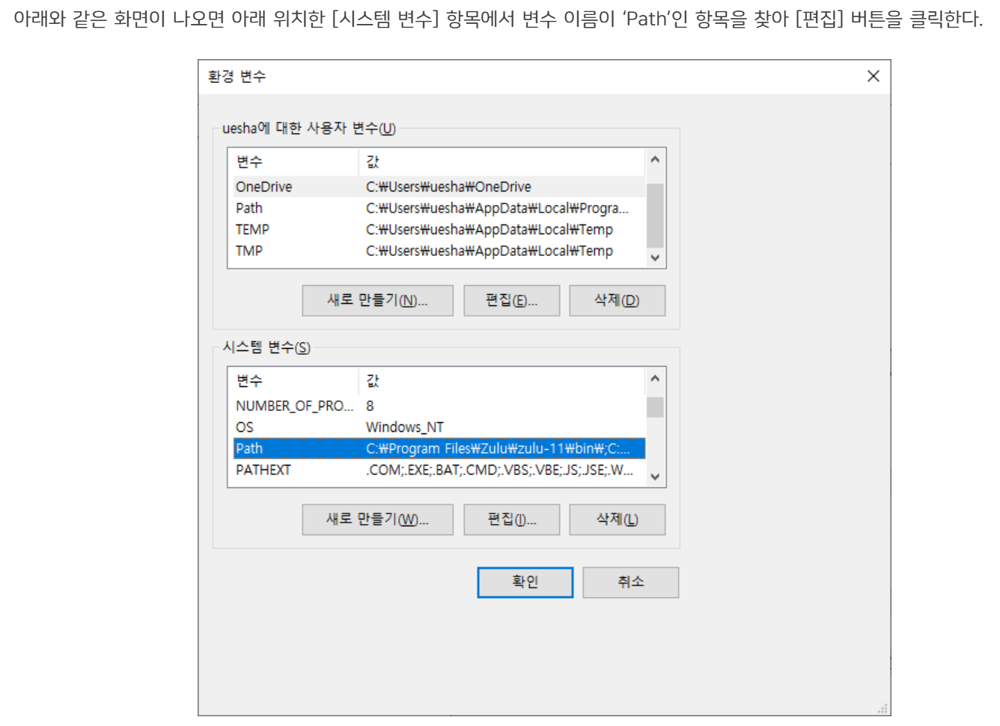 아래와 같은 화면이 나오면 아래 위치한 [시스템 변수] 항목에서 변수 이름이 ‘Path’인 항목을 찾아 [편집] 버튼을 클릭한다.
환경 변수
uesha에 대한 사용자 변수(U)
변수 값
OneDrive C:₩Users₩uesha₩OneDrive
Path C:₩Users₩uesha₩AppData₩Local₩Progra...
TEMP C:₩Users₩uesha₩AppData₩Local₩Temp
TMP C:₩Users₩uesha₩AppData₩Local₩Temp
새로 만들기(N)... 편집(E)... 삭제(D)
시스템 변수(S)
변수 값
NUMBER_OF_PRO... 8
OS Windows_NT
Path C:₩Program Files₩Zulu₩zulu-11₩bin₩;C:...
PATHEXT .COM;.EXE;.BAT;.CMD;.VBS;.VBE;.JS;.JSE;.W...
새로 만들기(W)... 편집(I)... 삭제(L)
확인 취소